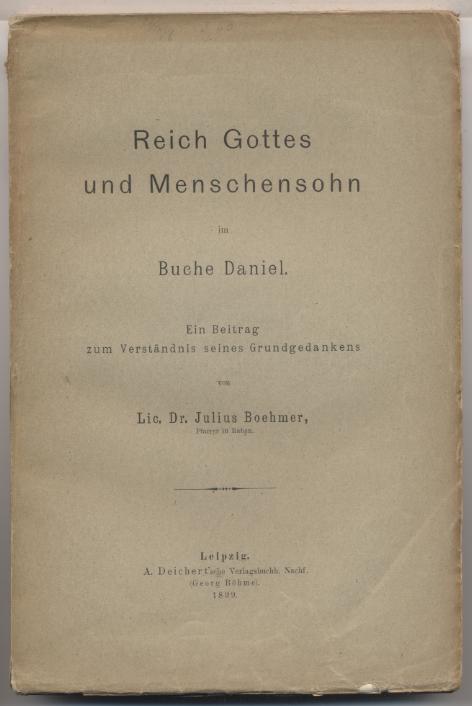 Reich Gottes
und Menschensohn
im
Buche Daniel.
Ein Beitrag
zum Verständnis seines Grundgedankens
von
Lic. Dr. Julius Boehmer,
Pfarrer in Raben.
Leipzig.
A. Deichert'sche Verlagsbuchh. Nachf.
(Georg Böhme).
1899.